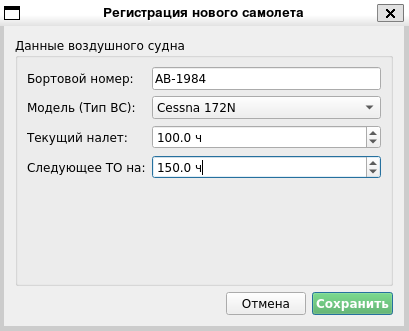 Регистрация нового самолета
Данные воздушного судна
Бортовой номер: AB-1984
Модель (Тип ВС): Cessna 172N
Текущий налет: 100.0 ч
Следующее ТО на: 150.0 ч
Отмена Сохранить